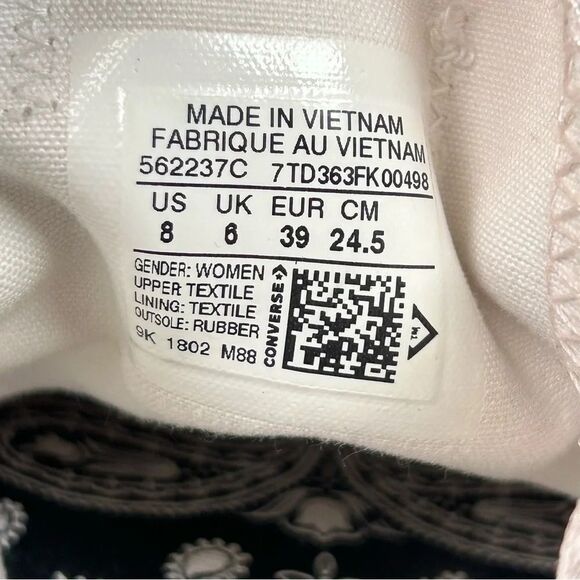 MADE IN VIETNAM
FABRIQUE AU VIETNAM
562237C 7TD363FK00498
US UK EUR CM
8 6 39 24.5
GENDER: WOMEN
UPPER: TEXTILE
LINING: TEXTILE
OUTSOLE: RUBBER
9K 1802 M88
CONVERSE
TM